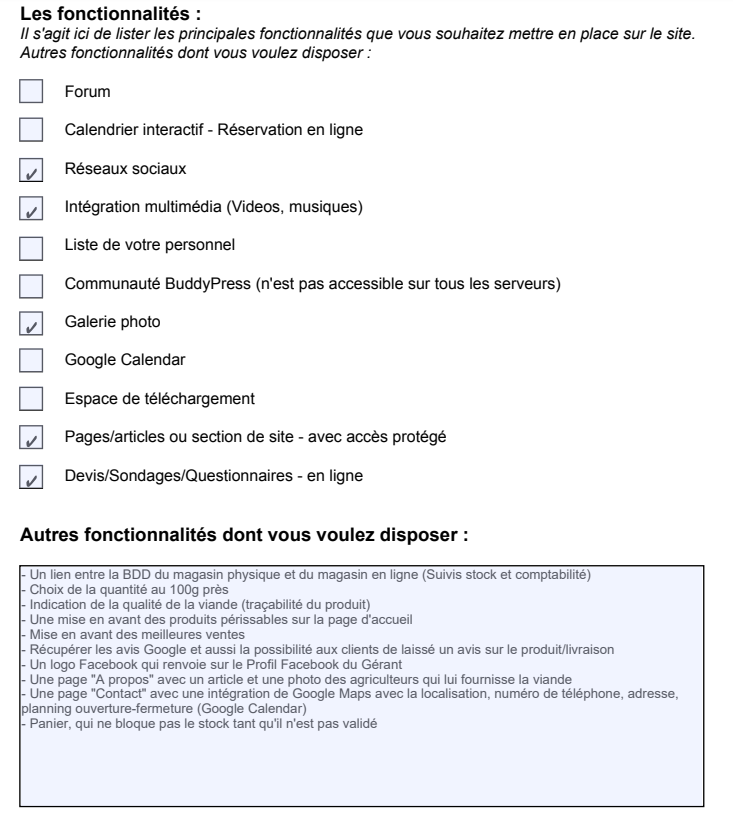 Les fonctionnalités :
Il s'agit ici de lister les principales fonctionnalités que vous souhaitez mettre en place sur le site.
Autres fonctionnalités dont vous voulez disposer :
Forum
Calendrier interactif - Réservation en ligne
Réseaux sociaux
Intégration multimédia (Videos, musiques)
Liste de votre personnel
Communauté BuddyPress (n'est pas accessible sur tous les serveurs)
Galerie photo
Google Calendar
Espace de téléchargement
Pages/articles ou section de site - avec accès protégé
Devis/Sondages/Questionnaires - en ligne
Autres fonctionnalités dont vous voulez disposer :
- Un lien entre la BDD du magasin physique et du magasin en ligne (Suivis stock et comptabilité)
- Choix de la quantité au 100g près
- Indication de la qualité de la viande (traçabilité du produit)
- Une mise en avant des produits périssables sur la page d'accueil
- Mise en avant des meilleures ventes
- Récupérer les avis Google et aussi la possibilité aux clients de laissé un avis sur le produit/livraison
- Un logo Facebook qui renvoie sur le Profil Facebook du Gérant
- Une page "A propos" avec un article et une photo des agriculteurs qui lui fournisse la viande
- Une page "Contact" avec une intégration de Google Maps avec la localisation, numéro de téléphone, adresse,
planning ouverture-fermeture (Google Calendar)
- Panier, qui ne bloque pas le stock tant qu'il n'est pas validé